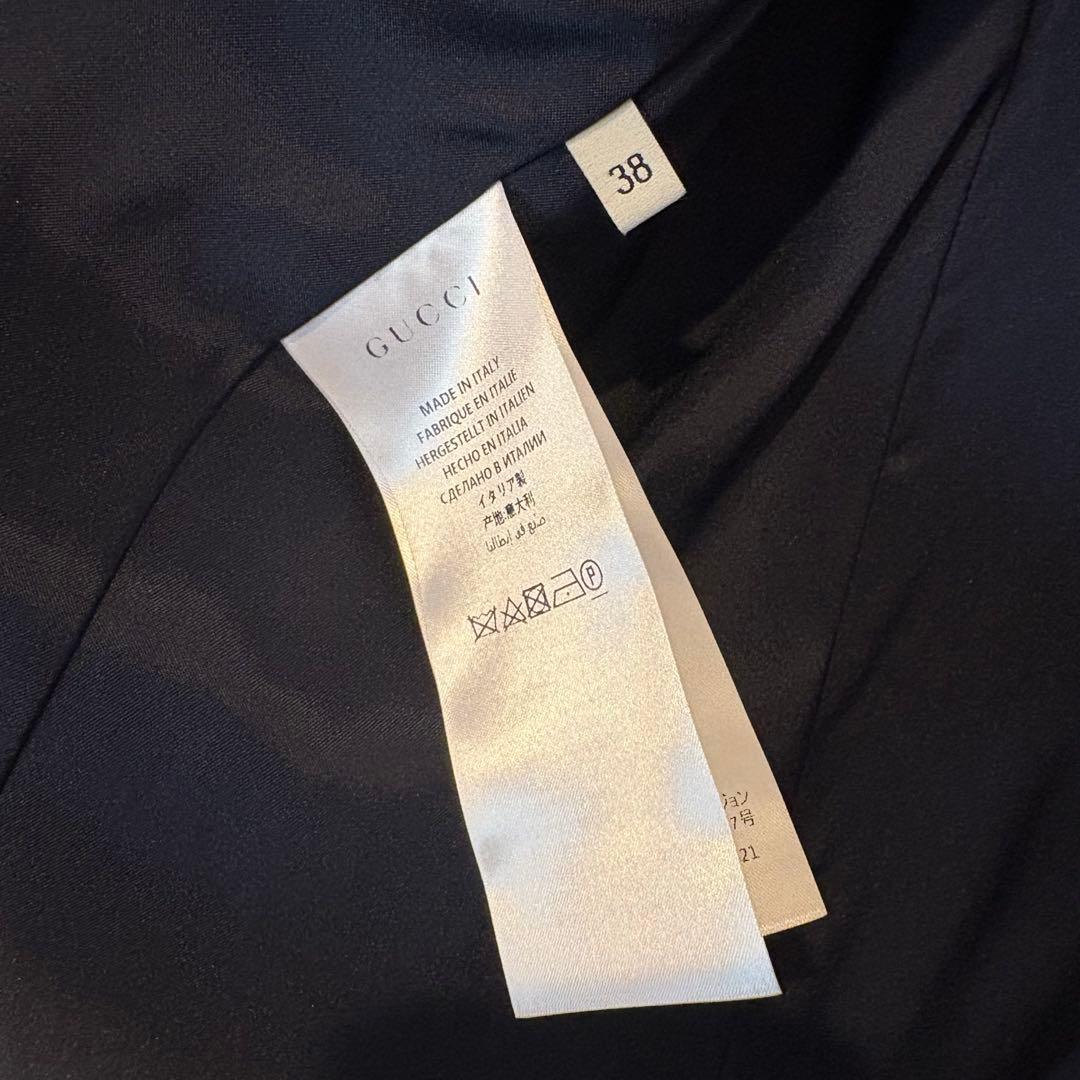 38
GUCCI
MADE IN ITALY
FABRIQUE EN ITALIE
HERGESTELLT IN ITALIEN
HECHO EN ITALIA
СДЕЛАНО В ИТАЛИИ
イタリア製
产地:意大利
صنع في إيطاليا
P
ョン
7号
21